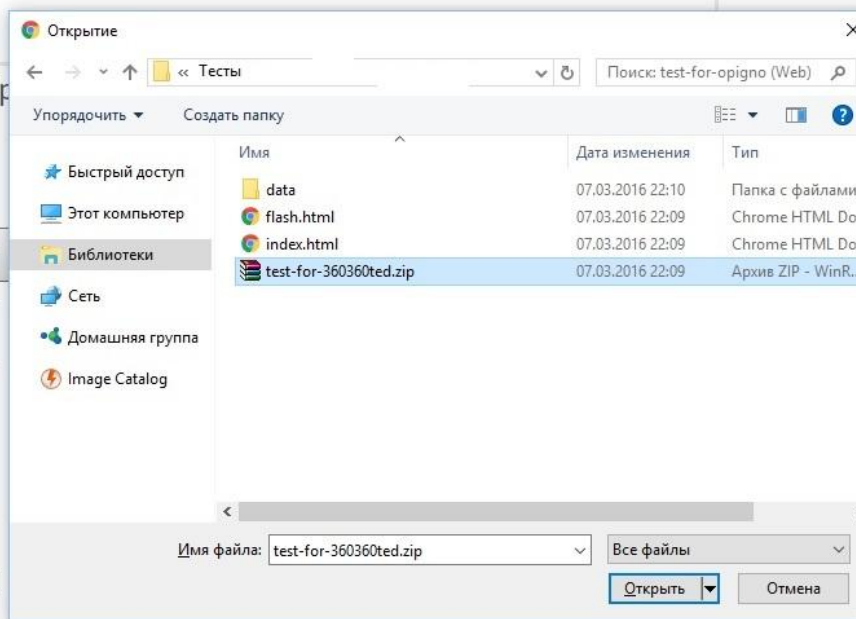 Открытие
« Тесты
Поиск: test-for-opigno (Web)
Упорядочить
Создать папку
Имя
Дата изменения
Тип
Быстрый доступ
Этот компьютер
Библиотеки
Сеть
Домашняя группа
Image Catalog
data
07.03.2016 22:10
Папка с файлами
flash.html
07.03.2016 22:09
Chrome HTML Do
index.html
07.03.2016 22:09
Chrome HTML Do
test-for-360360ted.zip
07.03.2016 22:09
Архив ZIP - WinR...
Имя файла:
test-for-360360ted.zip
Все файлы
Открыть
Отмена